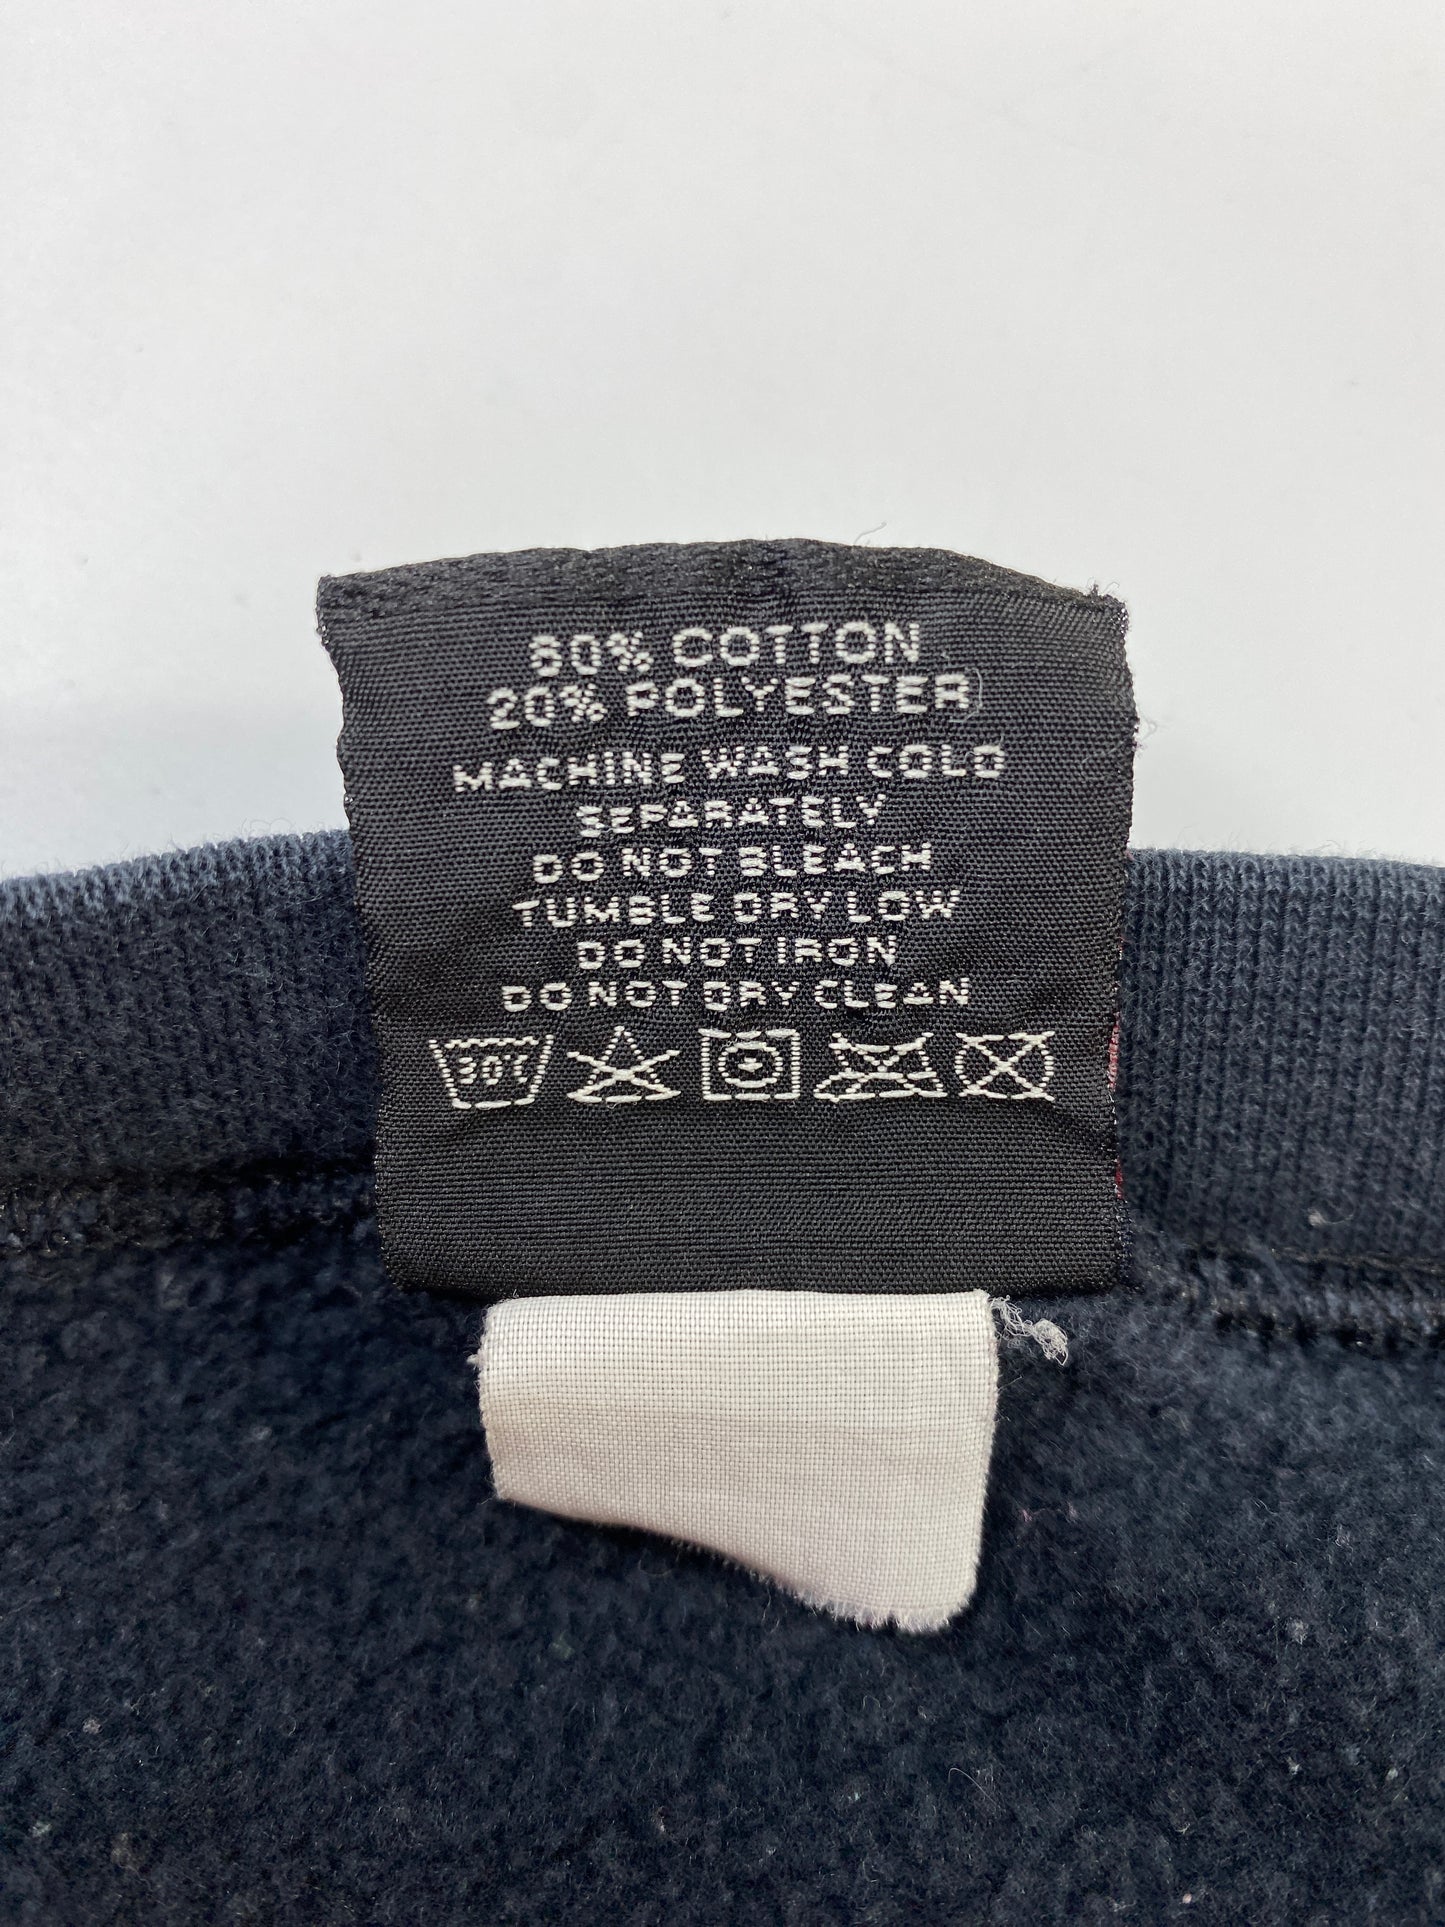 80% COTTON
20% POLYESTER
MACHINE WASH COLD
SEPARATELY
DO NOT BLEACH
TUMBLE DRY LOW
DO NOT IRON
DO NOT DRY CLEAN